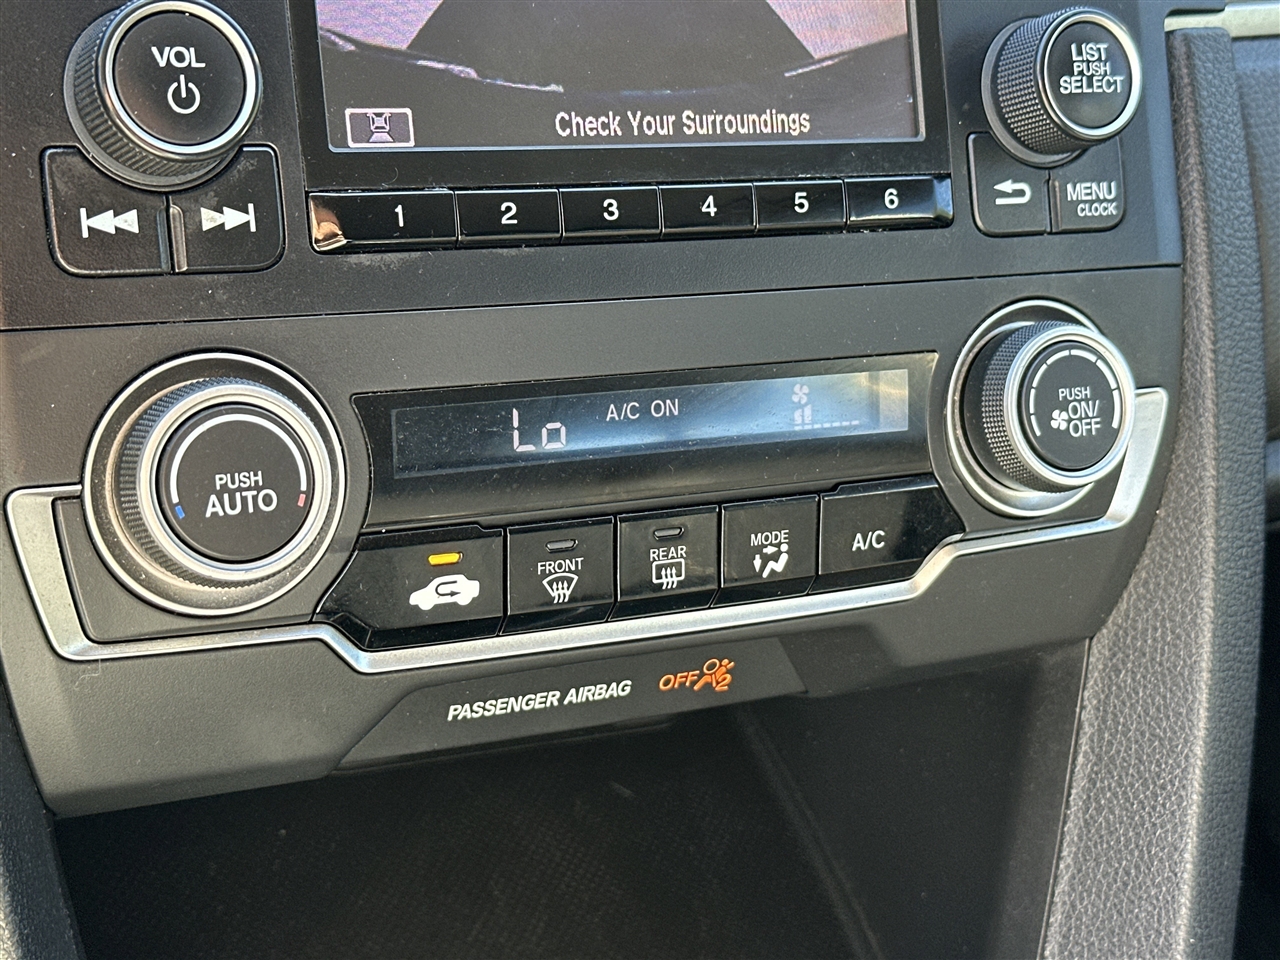 VOL
LIST
PUSH
SELECT
Check Your Surroundings
1 2 3 4 5 6
MENU
CLOCK
PUSH
AUTO
Lo
A/C ON
PUSH
ON/
OFF
FRONT
REAR
MODE
A/C
PASSENGER AIRBAG
OFF 2